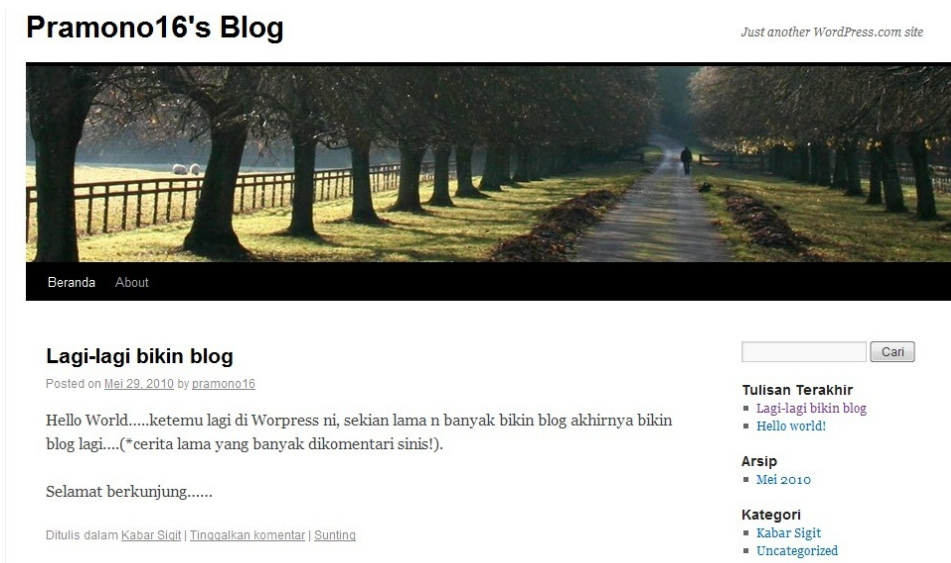 Pramono16's Blog
Just another WordPress.com site
Beranda About
Lagi-lagi bikin blog
Posted on Mei 29, 2010 by pramono16
Hello World.....ketemu lagi di Worpress ni, sekian lama n banyak bikin blog akhirnya bikin
blog lagi....(*cerita lama yang banyak dikomentari sinis!).
Selamat berkunjung......
Ditulis dalam Kabar Sigit | Tinggalkan komentar | Sunting
Cari
Tulisan Terakhir
Lagi-lagi bikin blog
Hello world!
Arsip
Mei 2010
Kategori
Kabar Sigit
Uncategorized